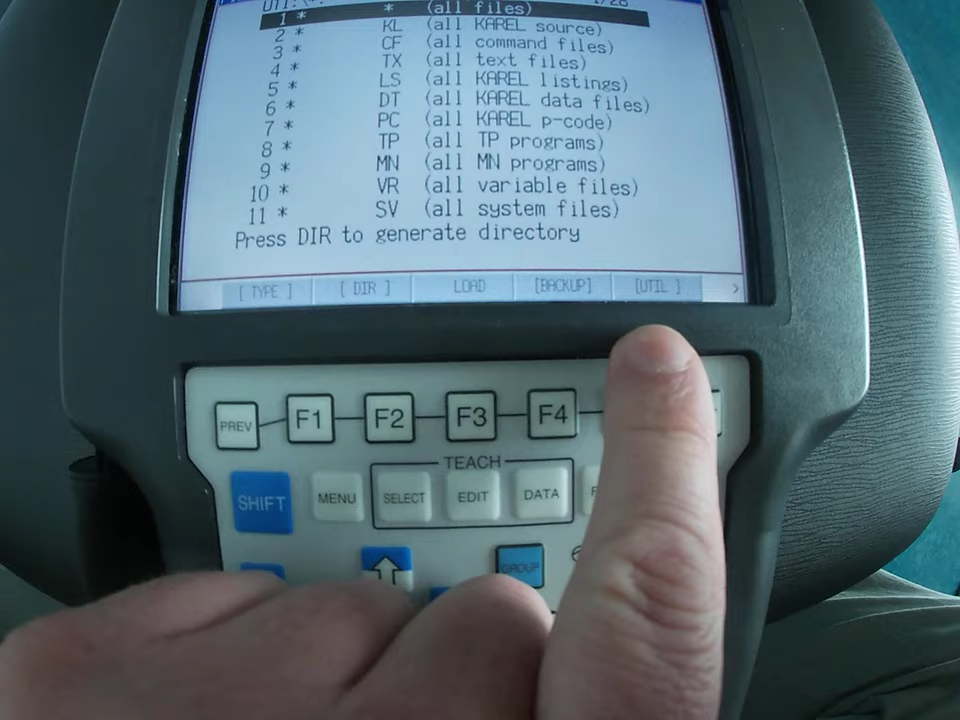 1 * * (all files)
2 * KL (all KAREL source)
3 * CF (all command files)
4 * TX (all text files)
5 * LS (all KAREL listings)
6 * DT (all KAREL data files)
7 * PC (all KAREL p-code)
8 * TP (all TP programs)
9 * MN (all MN programs)
10 * VR (all variable files)
11 * SV (all system files)
Press DIR to generate directory
[ TYPE ] [ DIR ] LOAD [BACKUP] [UTIL ] >
PREV F1 F2 F3 F4
TEACH
SHIFT MENU SELECT EDIT DATA
GROUP